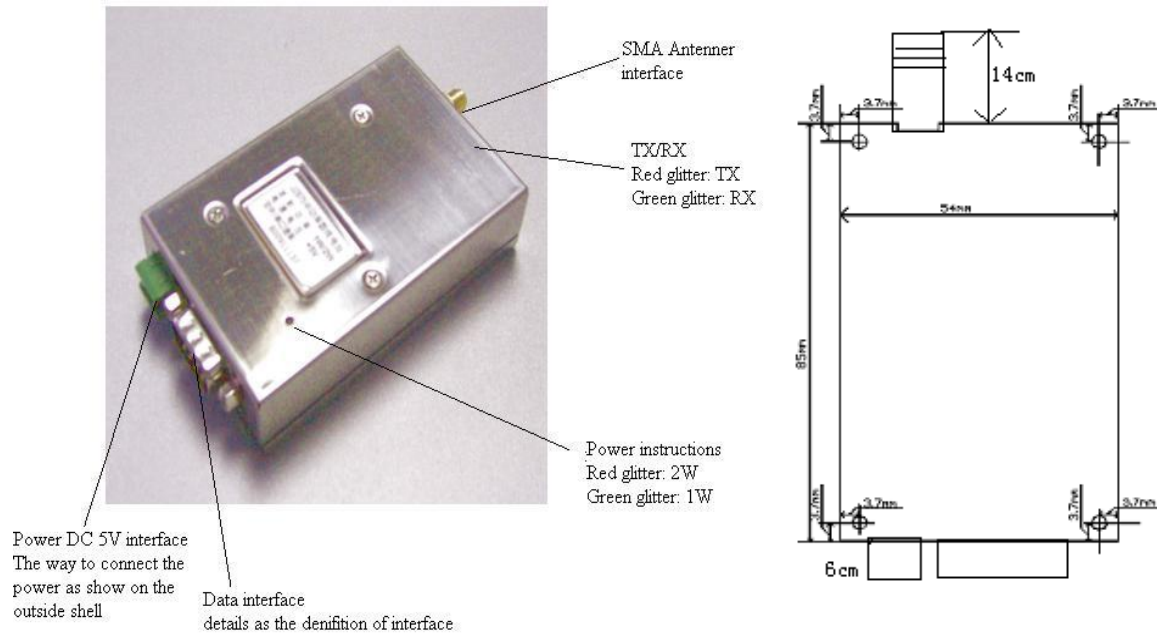 SMA Antenner
interface
TX/RX
Red glitter: TX
Green glitter: RX
Power instructions
Red glitter: 2W
Green glitter: 1W
Power DC 5V interface
The way to connect the
power as show on the
outside shell
Data interface
details as the denifition of interface
14cm
3.7mm
3.7mm
3.7mm
3.7mm
54mm
85mm
3.7mm
3.7mm
3.7mm
3.7mm
6cm